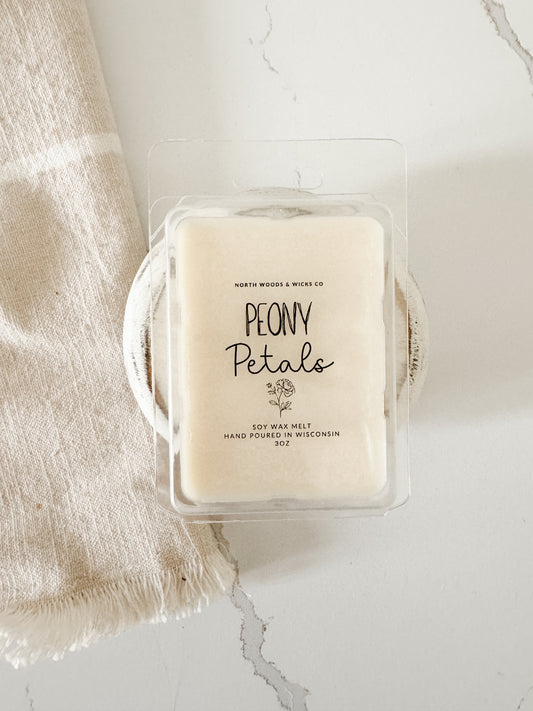 NORTH WOODS & WICKS CO
PEONY
Petals
SOY WAX MELT
HAND POURED IN WISCONSIN
3OZ